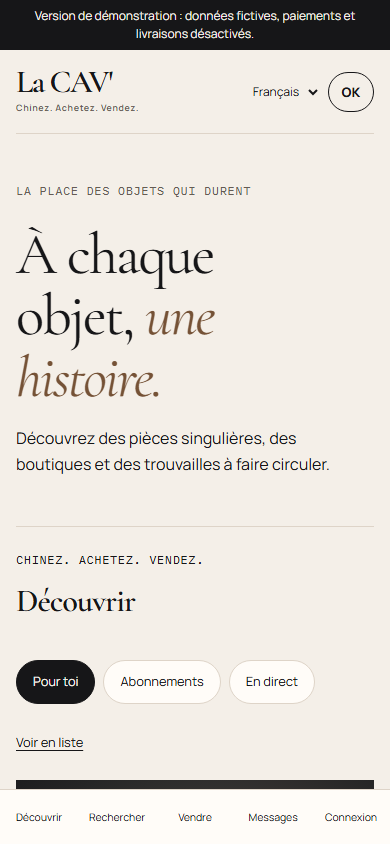 Version de démonstration : données fictives, paiements et
livraisons désactivés.
La CAV'
Chinez. Achetez. Vendez.
Français
OK
LA PLACE DES OBJETS QUI DURENT
À chaque
objet, une
histoire.
Découvrez des pièces singulières, des
boutiques et des trouvailles à faire circuler.
CHINEZ. ACHETEZ. VENDEZ.
Découvrir
Pour toi
Abonnements
En direct
Voir en liste
Découvrir
Rechercher
Vendre
Messages
Connexion